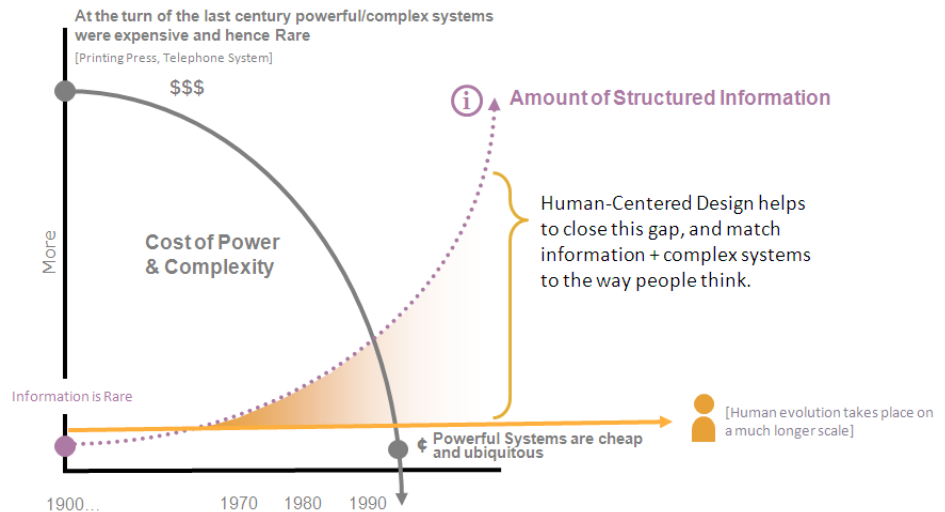 At the turn of the last century powerful/complex systems
were expensive and hence Rare
[Printing Press, Telephone System]
$$$
i Amount of Structured Information
Human-Centered Design helps
to close this gap, and match
information + complex systems
to the way people think.
Cost of Power
& Complexity
More
Information is Rare
[Human evolution takes place on
a much longer scale]
¢ Powerful Systems are cheap
and ubiquitous
1900... 1970 1980 1990